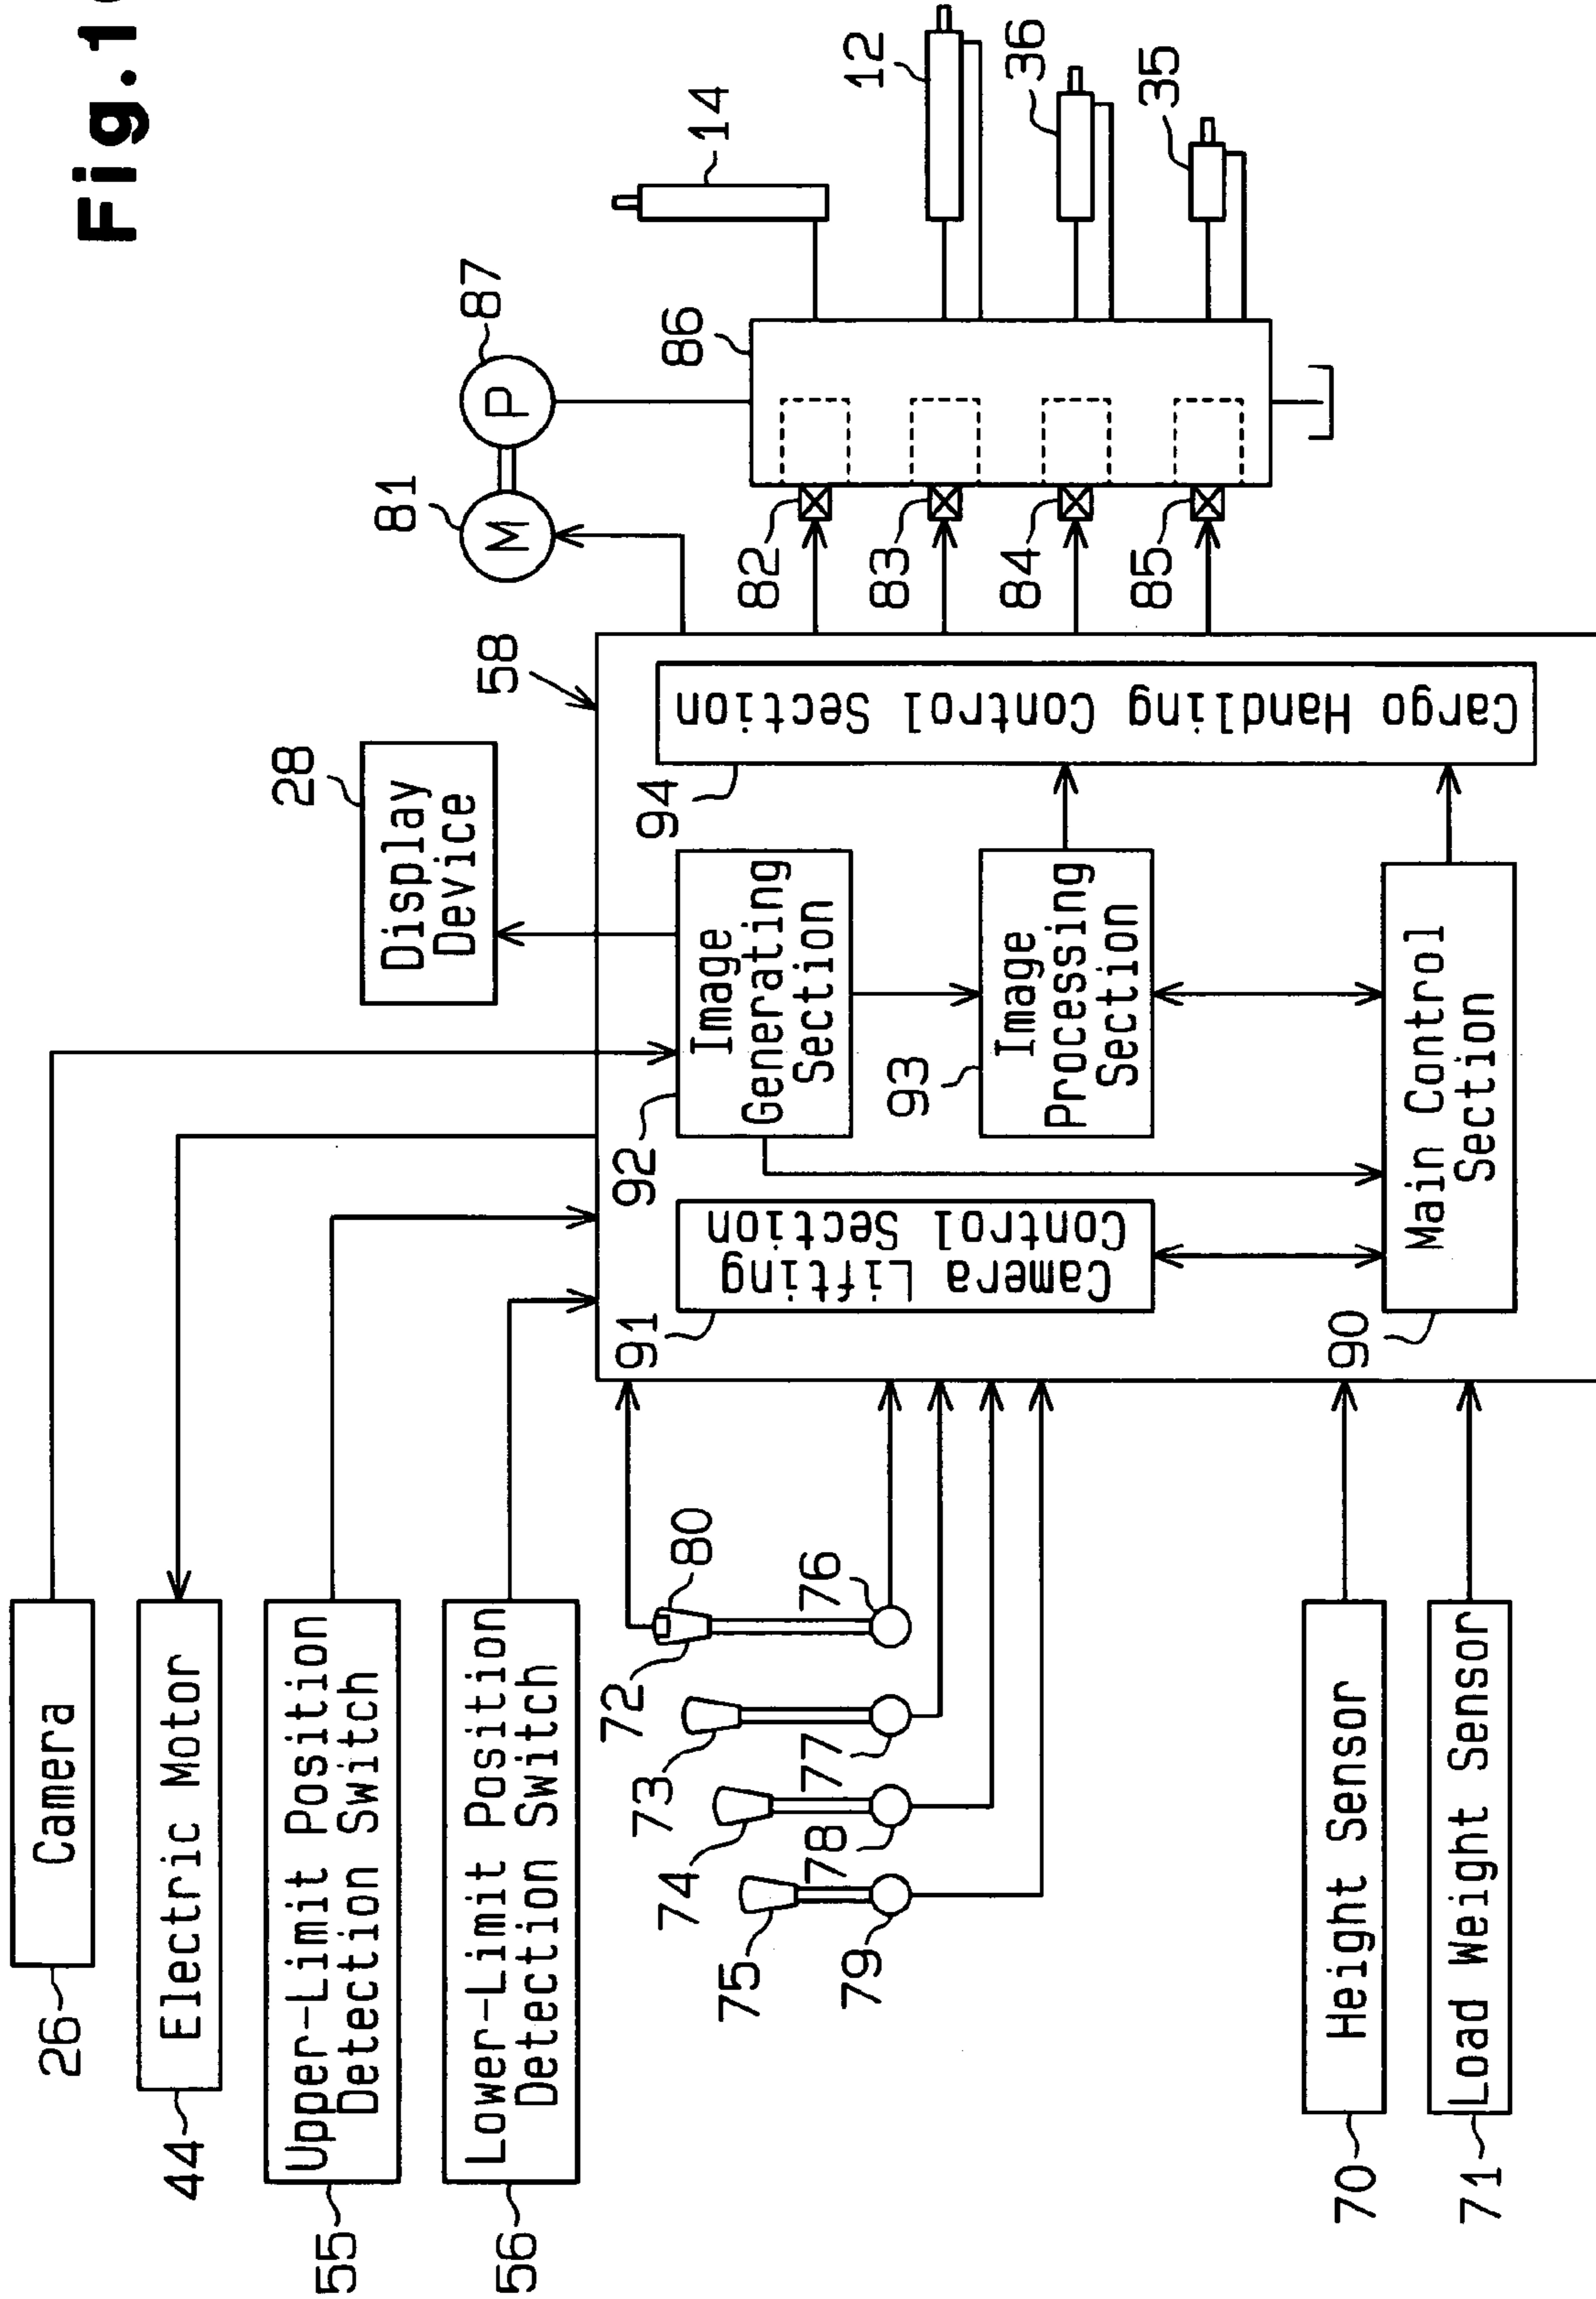 26
Camera
44
Electric Motor
55
Upper-Limit Position
Detection Switch
56
Lower-Limit Position
Detection Switch
72
80
76
73
77
74
78
75
79
70
Height Sensor
71
Load Weight Sensor
28
Display
Device
58
91
Camera Lifting
Control Section
92
Image
Generating
Section
93
Image
Processing
Section
94
Cargo Handling Control Section
90
Main Control
Section
81
M
87
P
82
83
84
85
86
14
12
36
35